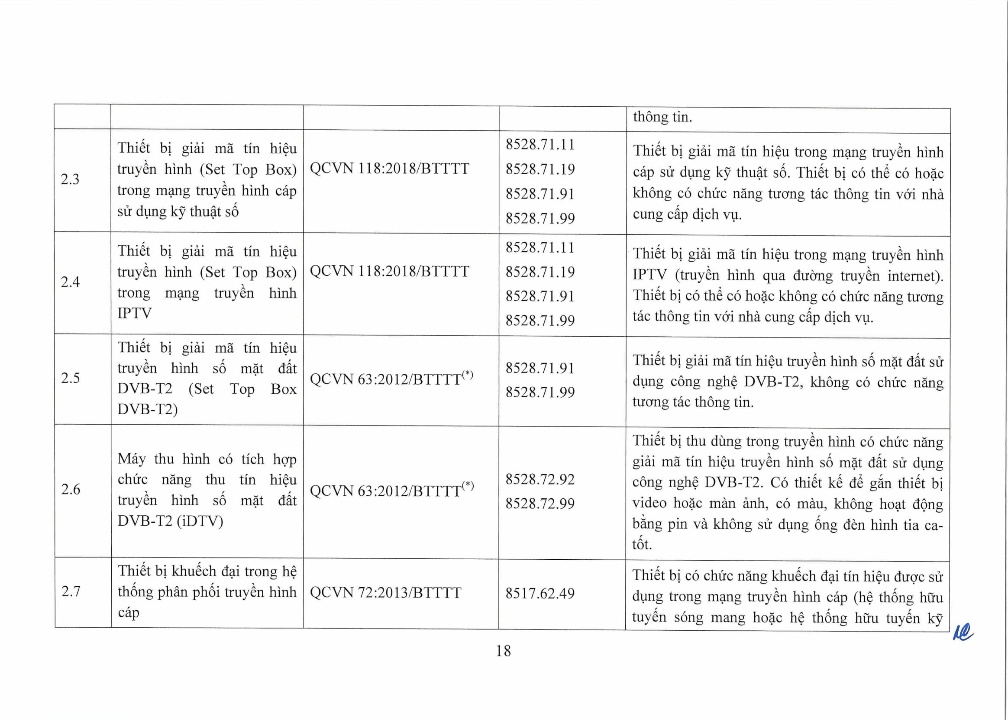 thông tin.
2.3
Thiết bị giải mã tín hiệu
truyền hình (Set Top Box)
trong mạng truyền hình cáp
sử dụng kỹ thuật số
QCVN 118:2018/BTTTT
8528.71.11
8528.71.19
8528.71.91
8528.71.99
Thiết bị giải mã tín hiệu trong mạng truyền hình
cáp sử dụng kỹ thuật số. Thiết bị có thể có hoặc
không có chức năng tương tác thông tin với nhà
cung cấp dịch vụ.
2.4
Thiết bị giải mã tín hiệu
truyền hình (Set Top Box)
trong mạng truyền hình
IPTV
QCVN 118:2018/BTTTT
8528.71.11
8528.71.19
8528.71.91
8528.71.99
Thiết bị giải mã tín hiệu trong mạng truyền hình
IPTV (truyền hình qua đường truyền internet).
Thiết bị có thể có hoặc không có chức năng tương
tác thông tin với nhà cung cấp dịch vụ.
2.5
Thiết bị giải mã tín hiệu
truyền hình số mặt đất
DVB-T2 (Set Top Box
DVB-T2)
QCVN 63:2012/BTTTT(*)
8528.71.91
8528.71.99
Thiết bị giải mã tín hiệu truyền hình số mặt đất sử
dụng công nghệ DVB-T2, không có chức năng
tương tác thông tin.
2.6
Máy thu hình có tích hợp
chức năng thu tín hiệu
truyền hình số mặt đất
DVB-T2 (iDTV)
QCVN 63:2012/BTTTT(*)
8528.72.92
8528.72.99
Thiết bị thu dùng trong truyền hình có chức năng
giải mã tín hiệu truyền hình số mặt đất sử dụng
công nghệ DVB-T2. Có thiết kế để gắn thiết bị
video hoặc màn ảnh, có màu, không hoạt động
bằng pin và không sử dụng ống đèn hình tia ca-
tốt.
2.7
Thiết bị khuếch đại trong hệ
thống phân phối truyền hình
cáp
QCVN 72:2013/BTTTT
8517.62.49
Thiết bị có chức năng khuếch đại tín hiệu được sử
dụng trong mạng truyền hình cáp (hệ thống hữu
tuyến sóng mang hoặc hệ thống hữu tuyến kỹ
18